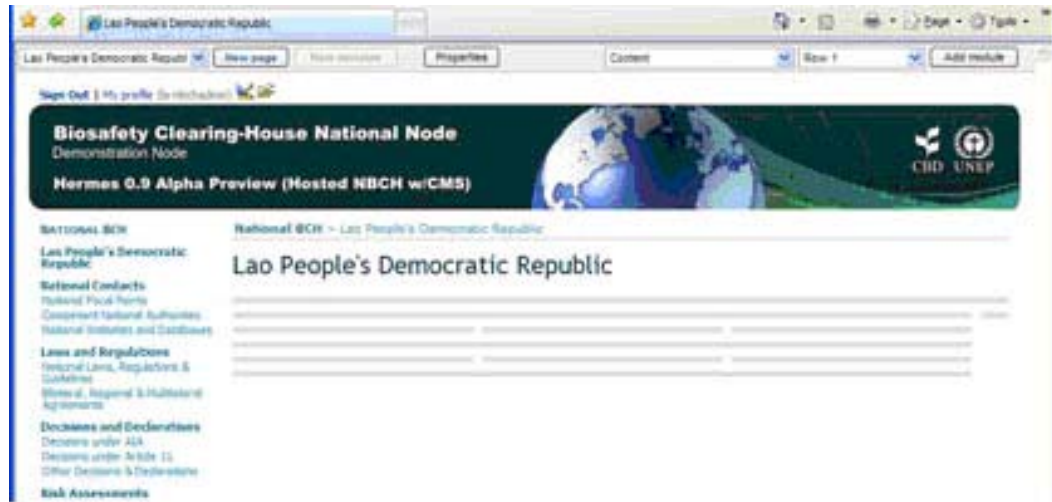 Lao People's Democratic Republic
Page Tools
Lao People's Democratic Republi New page Properties Content Row 1 Add module
Sign Out | My profile
Biosafety Clearing-House National Node
Demonstration Node
Hermes 0.9 Alpha Preview (Hosted NBCH w/CMS)
CBD UNEP
NATIONAL BCH
National BCH > Lao People's Democratic Republic
Lao People's Democratic
Republic
Lao People's Democratic Republic
National Contacts
National Focal Points
Competent National Authorities
National Websites and Databases
Laws and Regulations
National Laws, Regulations &
Guidelines
Bilateral, Regional & Multilateral
Agreements
Decisions and Declarations
Decisions under AIA
Decisions under Article 11
Other Decisions & Declarations
Risk Assessments